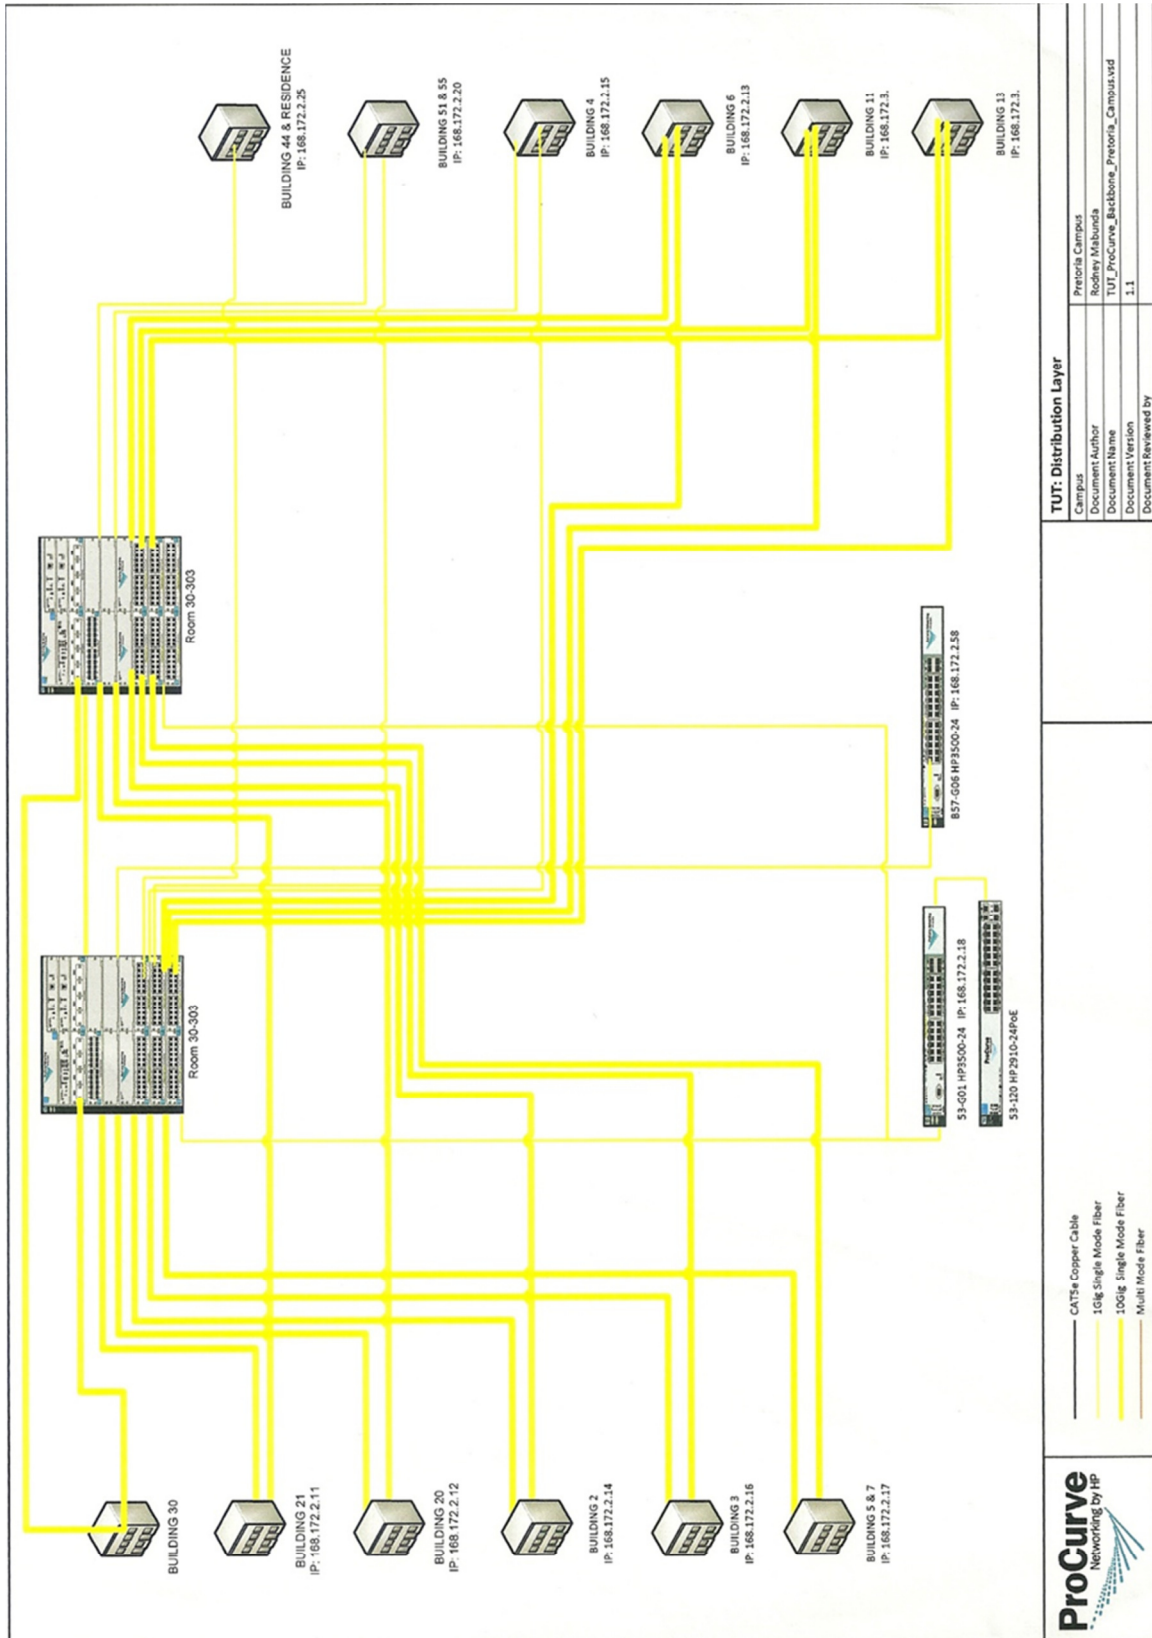 BUILDING 30
BUILDING 21
IP: 168.172.2.11
BUILDING 20
IP: 168.172.2.12
BUILDING 2
IP: 168.172.2.14
BUILDING 3
IP: 168.172.2.16
BUILDING 5 & 7
IP: 168.172.2.17
Room 30-303
Room 30-303
BUILDING 44 & RESIDENCE
IP: 168.172.2.25
BUILDING 51 & 55
IP: 168.172.2.20
BUILDING 4
IP: 168.172.2.15
BUILDING 6
IP: 168.172.2.13
BUILDING 11
IP: 168.172.3.
BUILDING 13
IP: 168.172.3.
53-G01 HP3500-24 IP: 168.172.2.18
ProCurve
53-120 HP2910-24PoE
B57-G06 HP3500-24 IP: 168.172.2.58
ProCurve
Networking by HP
CAT5e Copper Cable
1Gig Single Mode Fiber
10Gig Single Mode Fiber
Multi Mode Fiber
TUT: Distribution Layer
Campus Pretoria Campus
Document Author Rodney Mabunda
Document Name TUT_ProCurve_Backbone_Pretoria_Campus.vsd
Document Version 1.1
Document Reviewed by